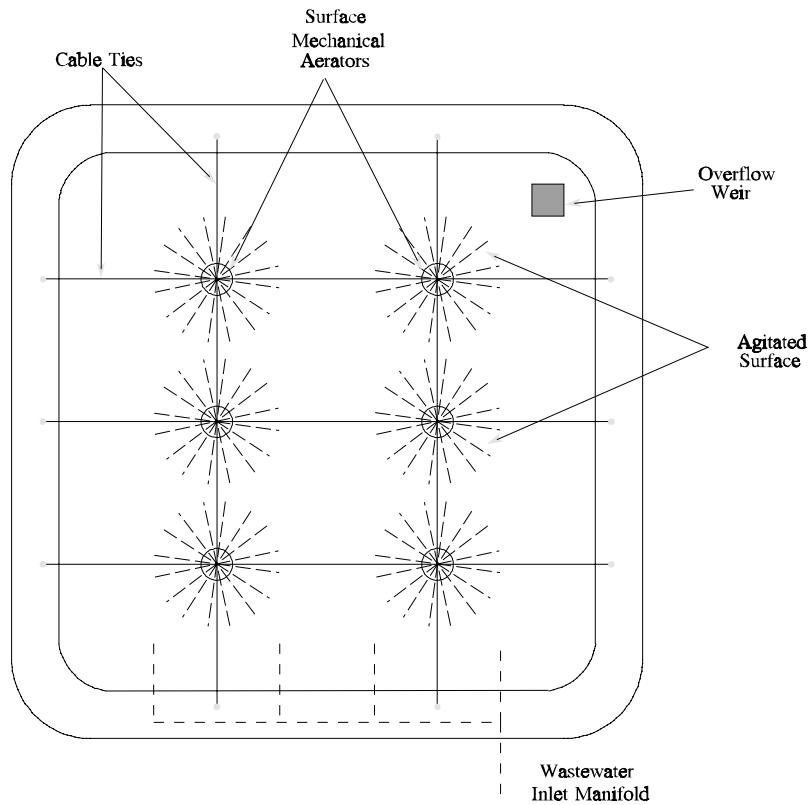 Surface
Mechanical
Aerators
Cable Ties
Overflow
Weir
Agitated
Surface
Wastewater
Inlet Manifold